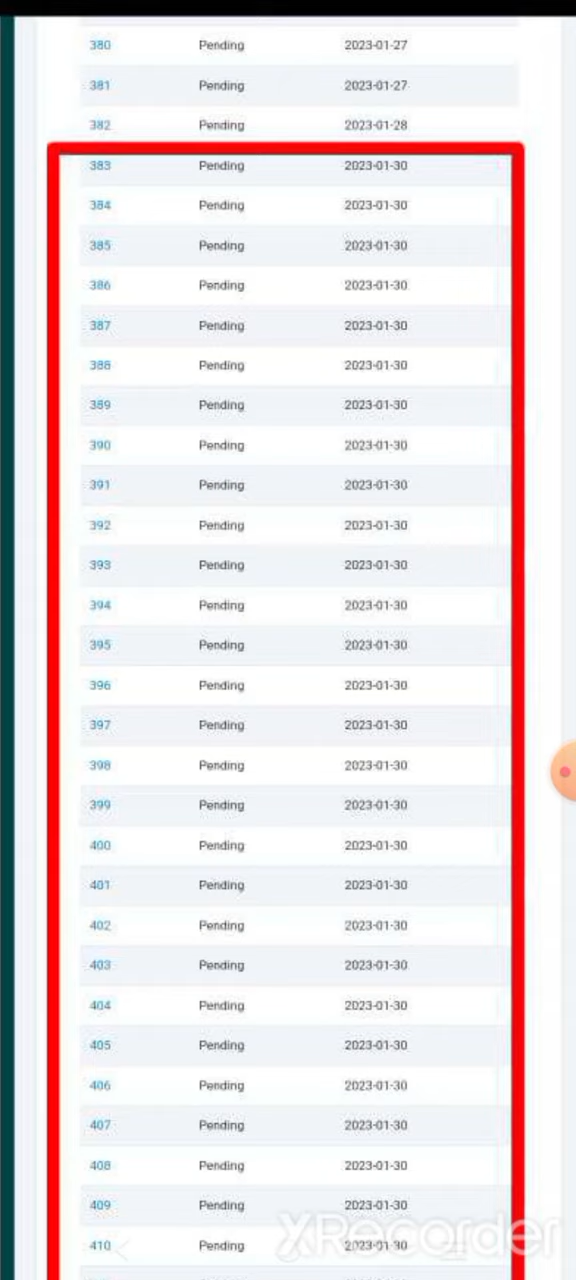 380 Pending 2023-01-27
381 Pending 2023-01-27
382 Pending 2023-01-28
383 Pending 2023-01-30
384 Pending 2023-01-30
385 Pending 2023-01-30
386 Pending 2023-01-30
387 Pending 2023-01-30
388 Pending 2023-01-30
389 Pending 2023-01-30
390 Pending 2023-01-30
391 Pending 2023-01-30
392 Pending 2023-01-30
393 Pending 2023-01-30
394 Pending 2023-01-30
395 Pending 2023-01-30
396 Pending 2023-01-30
397 Pending 2023-01-30
398 Pending 2023-01-30
399 Pending 2023-01-30
400 Pending 2023-01-30
401 Pending 2023-01-30
402 Pending 2023-01-30
403 Pending 2023-01-30
404 Pending 2023-01-30
405 Pending 2023-01-30
406 Pending 2023-01-30
407 Pending 2023-01-30
408 Pending 2023-01-30
409 Pending 2023-01-30
410 Pending 2023-01-30
XRecorder